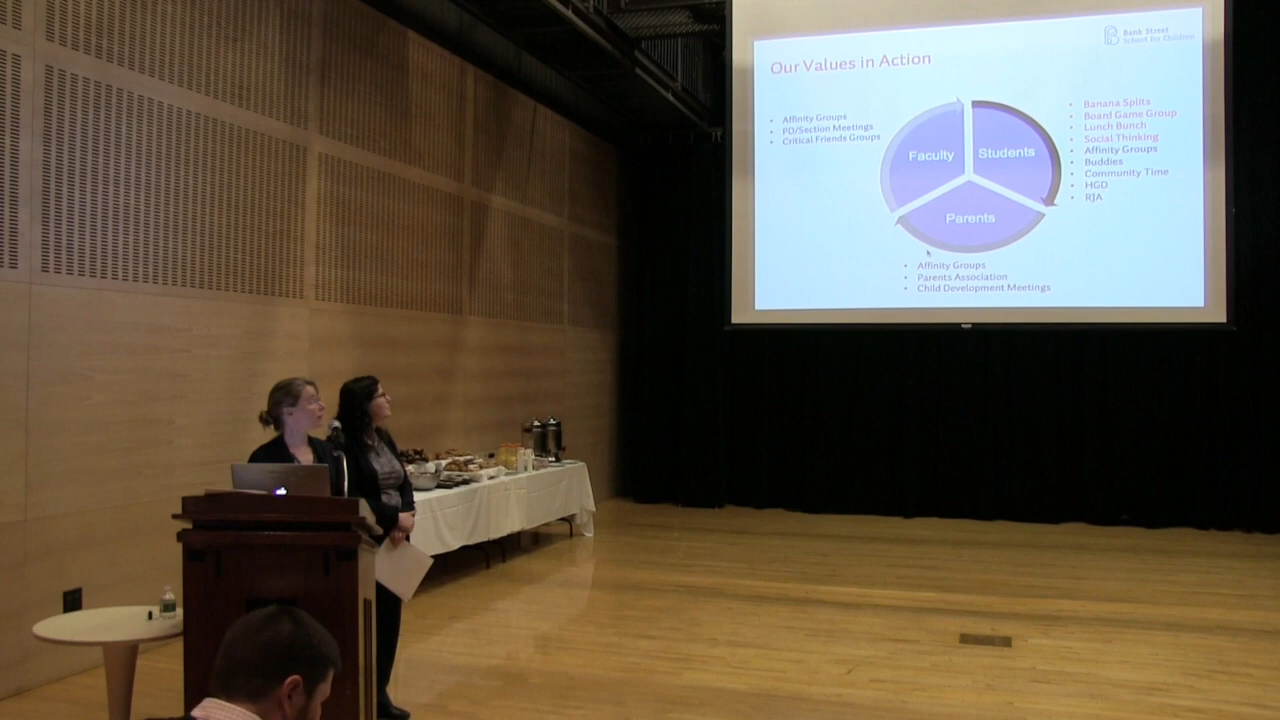 Bank Street
School for Children
Our Values in Action
• Affinity Groups
• PD/Section Meetings
• Critical Friends Groups
Faculty
Students
Parents
• Banana Splits
• Board Game Group
• Lunch Bunch
• Social Thinking
• Affinity Groups
• Buddies
• Community Time
• HGD
• RJA
• Affinity Groups
• Parents Association
• Child Development Meetings